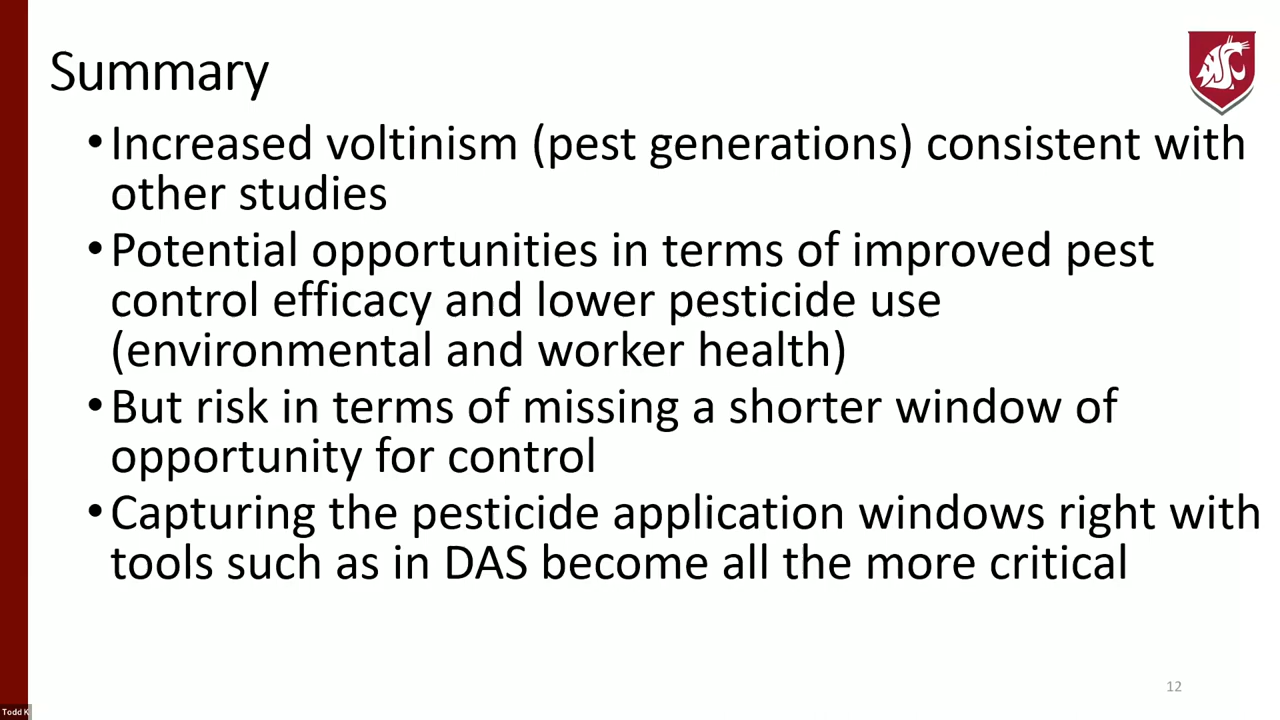 Summary
•Increased voltinism (pest generations) consistent with
other studies
•Potential opportunities in terms of improved pest
control efficacy and lower pesticide use
(environmental and worker health)
•But risk in terms of missing a shorter window of
opportunity for control
•Capturing the pesticide application windows right with
tools such as in DAS become all the more critical
12
Todd K